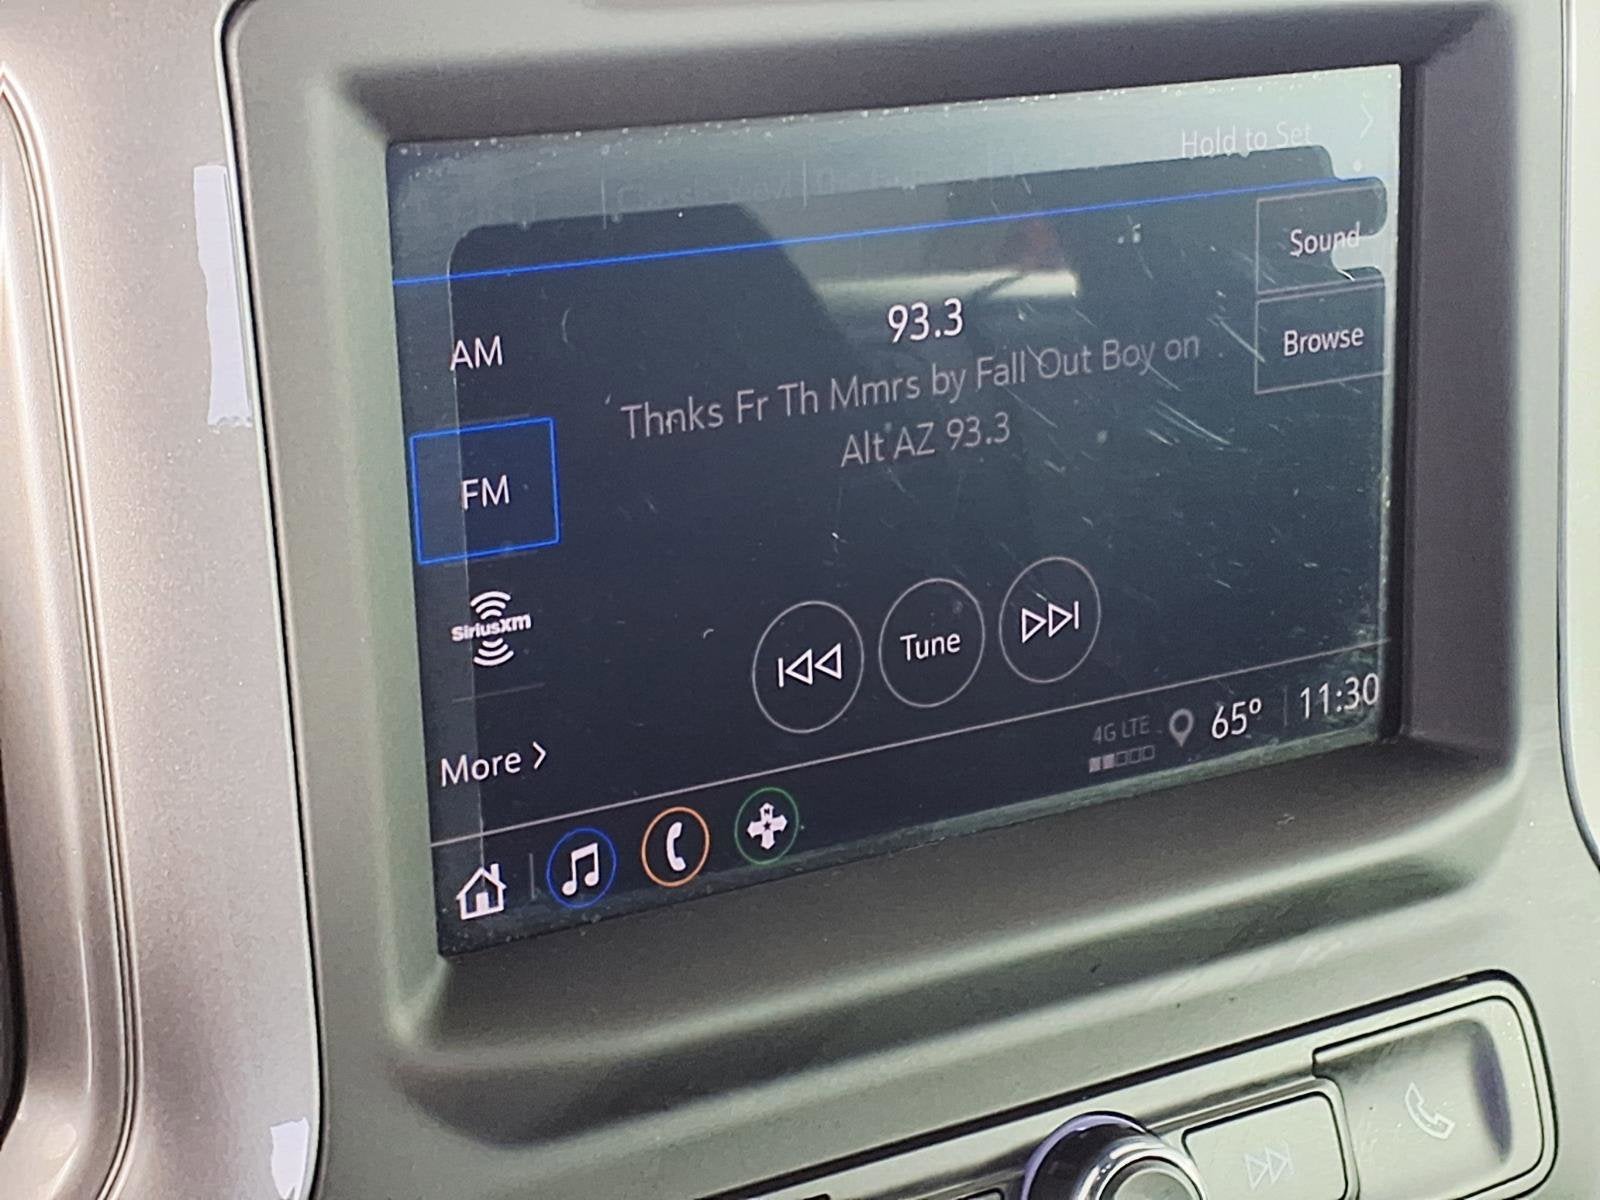 Hold to Set
Sound
AM
93.3
Browse
Thnks Fr Th Mmrs by Fall Out Boy on
Alt AZ 93.3
FM
SiriusXM
Tune
More
4G LTE
65°
11:30
N